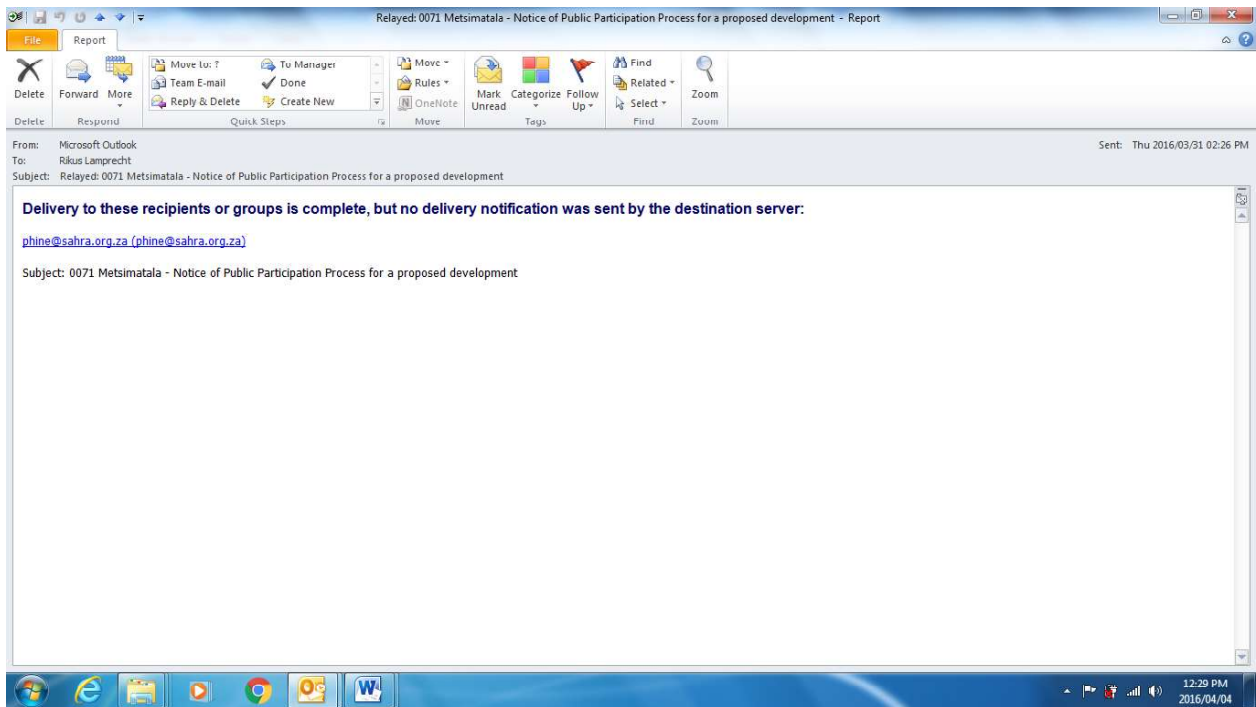 Relayed: 0071 Metsimatala - Notice of Public Participation Process for a proposed development - Report
File
Report
Delete
Forward
More
Move to: ?
Team E-mail
Reply & Delete
To Manager
Done
Create New
Move
Rules
OneNote
Mark Unread
Categorize
Follow Up
Find
Related
Select
Zoom
Delete
Respond
Quick Steps
Move
Tags
Find
Zoom
From: Microsoft Outlook
Sent: Thu 2016/03/31 02:26 PM
To: Rikus Lamprecht
Subject: Relayed: 0071 Metsimatala - Notice of Public Participation Process for a proposed development
Delivery to these recipients or groups is complete, but no delivery notification was sent by the destination server:
phine@sahra.org.za (phine@sahra.org.za)
Subject: 0071 Metsimatala - Notice of Public Participation Process for a proposed development
12:29 PM
2016/04/04